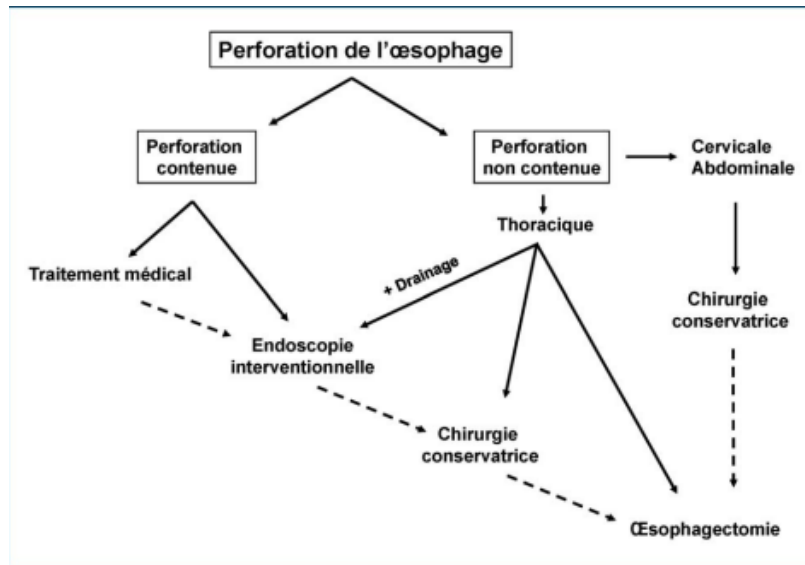 Perforation de l'œsophage
Perforation
contenue
Perforation
non contenue
Cervicale
Abdominale
Thoracique
Traitement médical
+ Drainage
Chirurgie
conservatrice
Endoscopie
interventionnelle
Chirurgie
conservatrice
Œsophagectomie